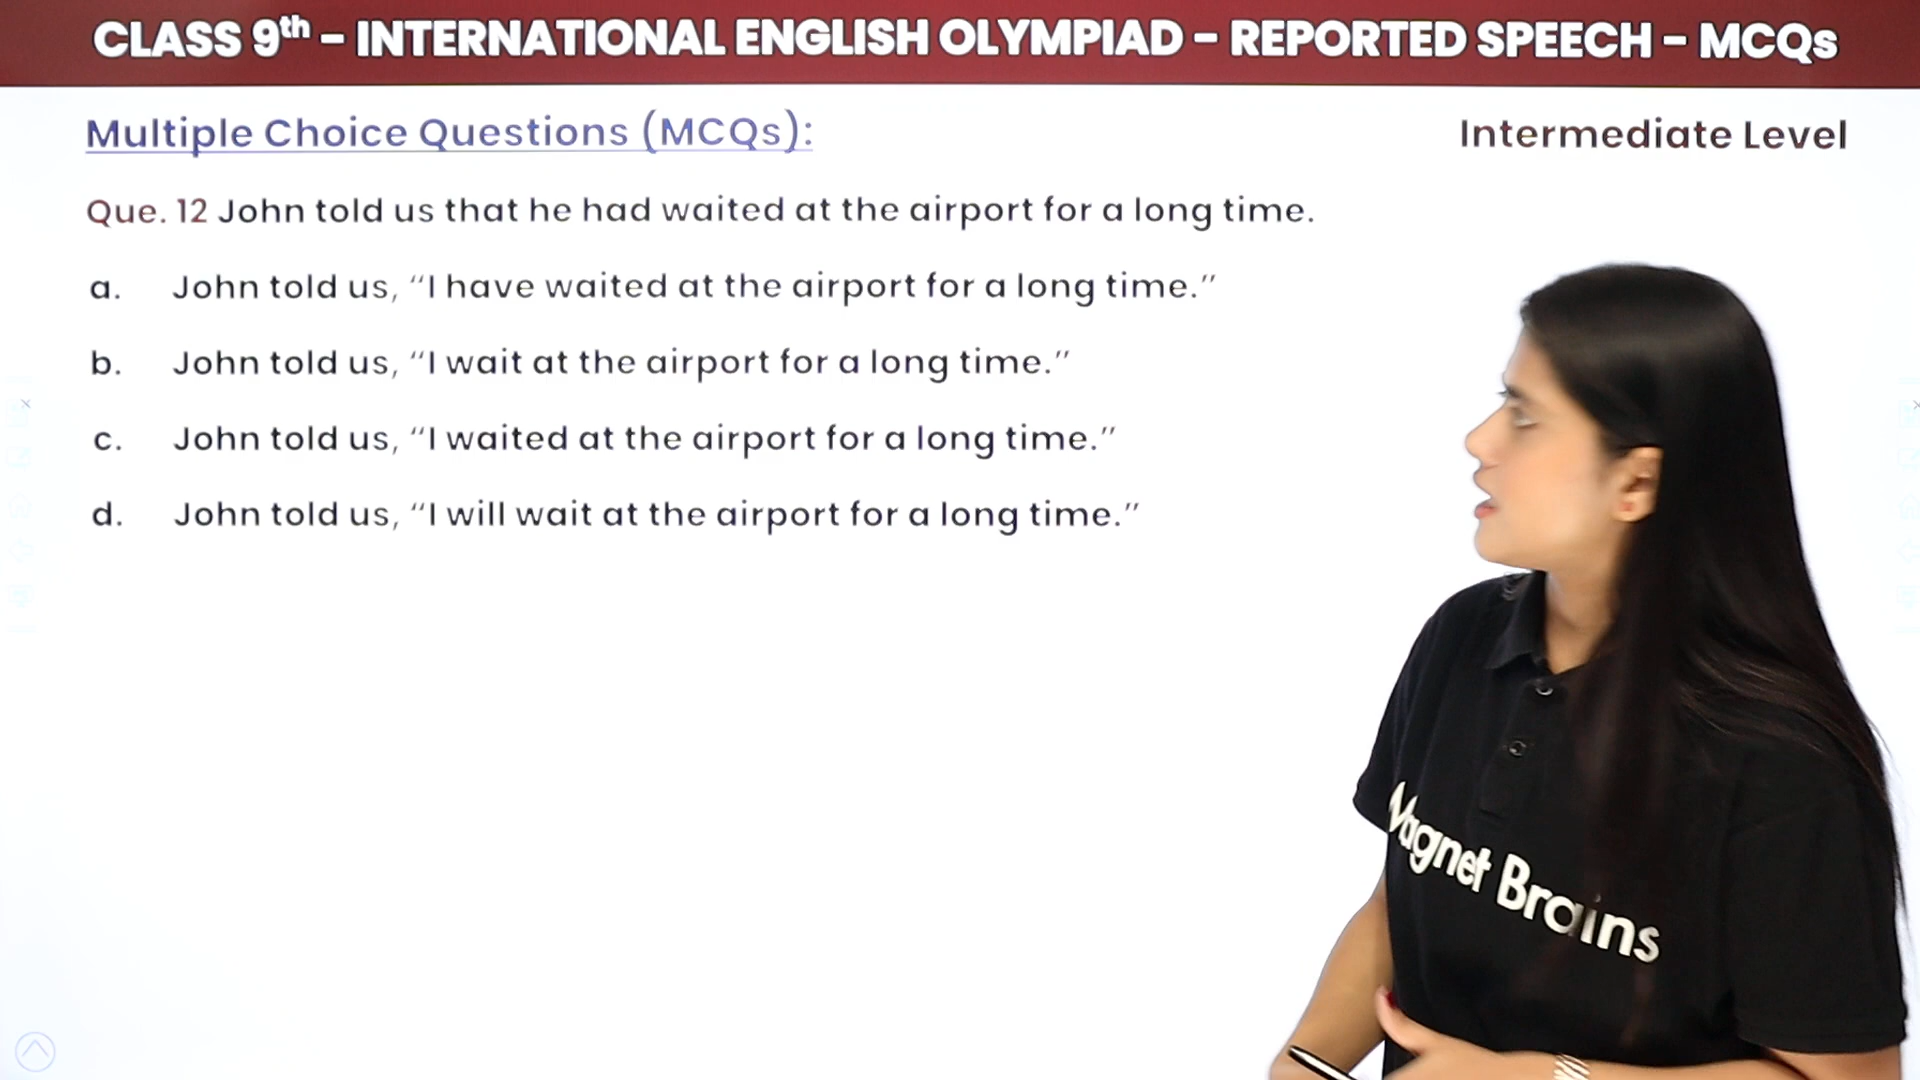 CLASS 9th – INTERNATIONAL ENGLISH OLYMPIAD – REPORTED SPEECH – MCQs
Multiple Choice Questions (MCQs):
Intermediate Level
Que. 12 John told us that he had waited at the airport for a long time.
a. John told us, “I have waited at the airport for a long time.”
b. John told us, “I wait at the airport for a long time.”
c. John told us, “I waited at the airport for a long time.”
d. John told us, “I will wait at the airport for a long time.”
Magnet Brains